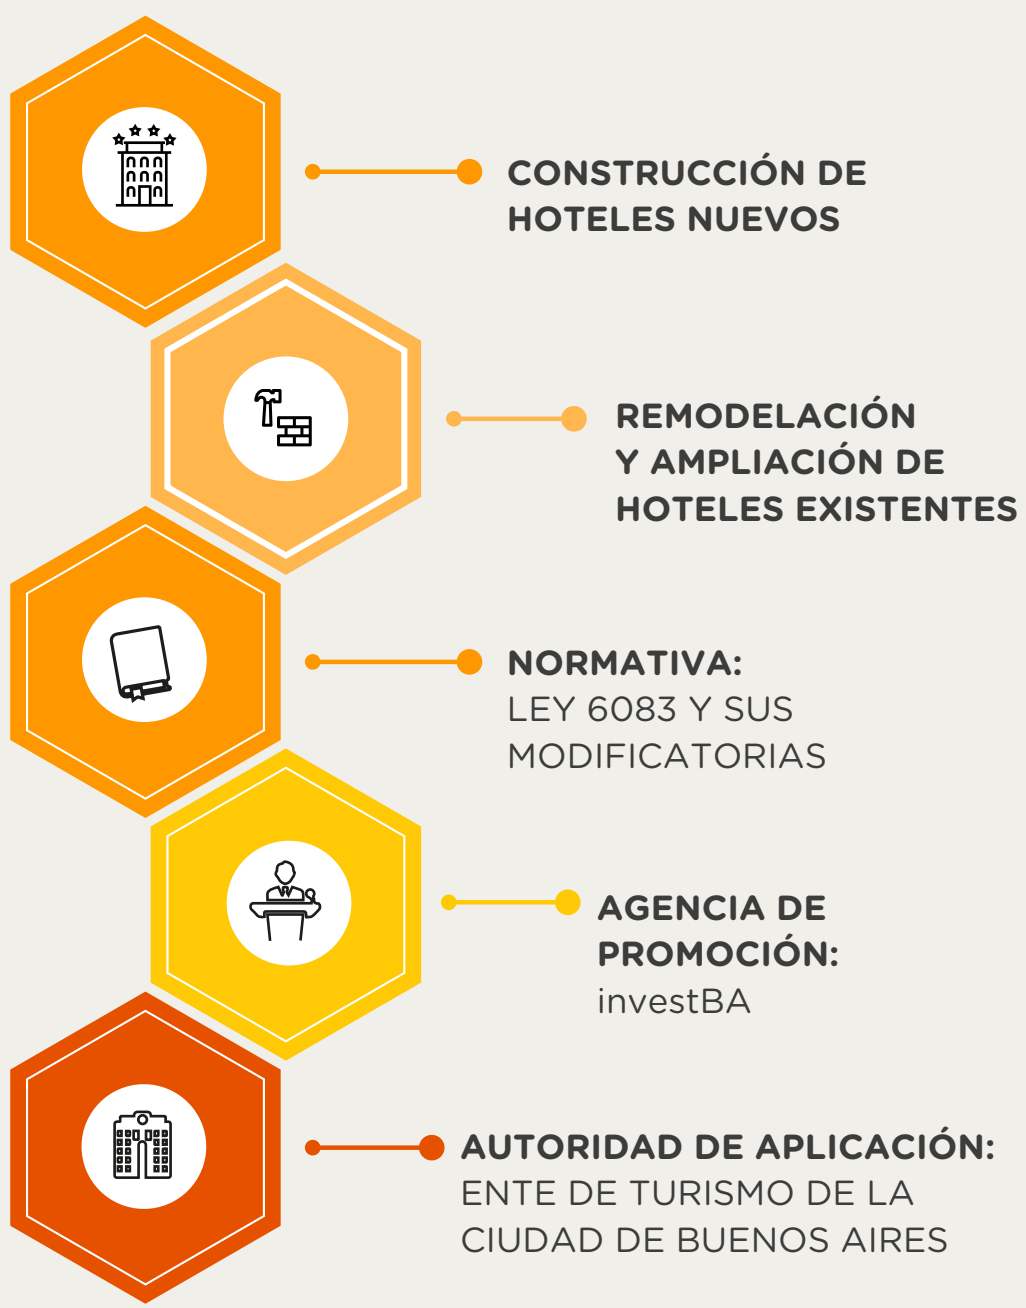 CONSTRUCCIÓN DE
HOTELES NUEVOS
REMODELACIÓN
Y AMPLIACIÓN DE
HOTELES EXISTENTES
NORMATIVA:
LEY 6083 Y SUS
MODIFICATORIAS
AGENCIA DE
PROMOCIÓN:
investBA
AUTORIDAD DE APLICACIÓN:
ENTE DE TURISMO DE LA
CIUDAD DE BUENOS AIRES